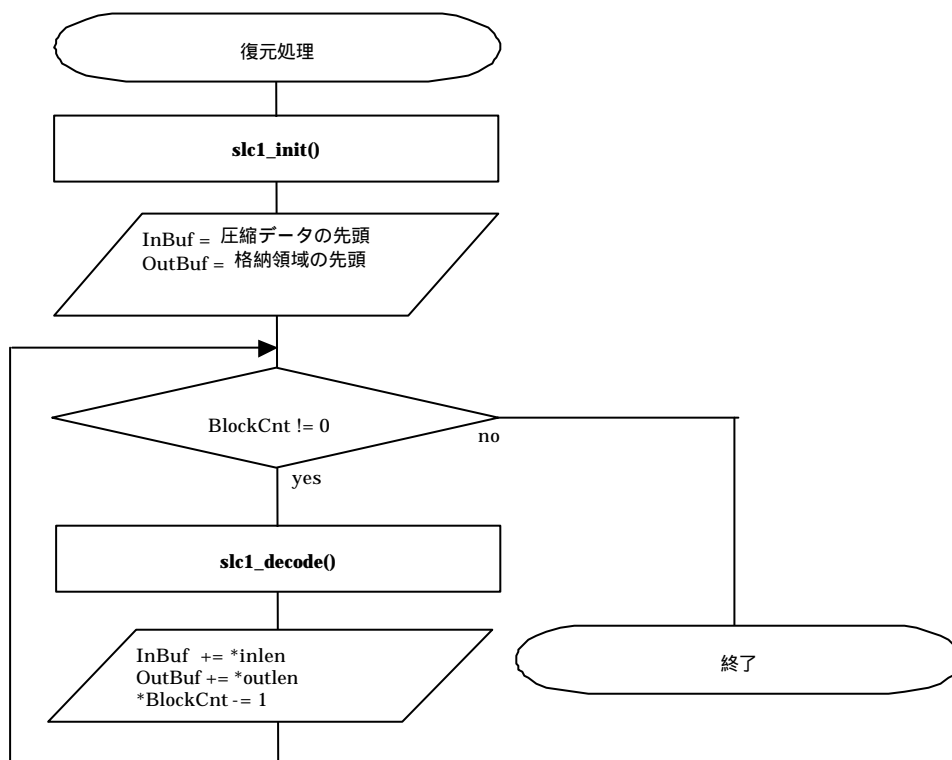 復元処理
slc1_init()
InBuf = 圧縮データの先頭
OutBuf = 格納領域の先頭
BlockCnt != 0
no
yes
slc1_decode()
InBuf += *inlen
OutBuf += *outlen
*BlockCnt -= 1
終了